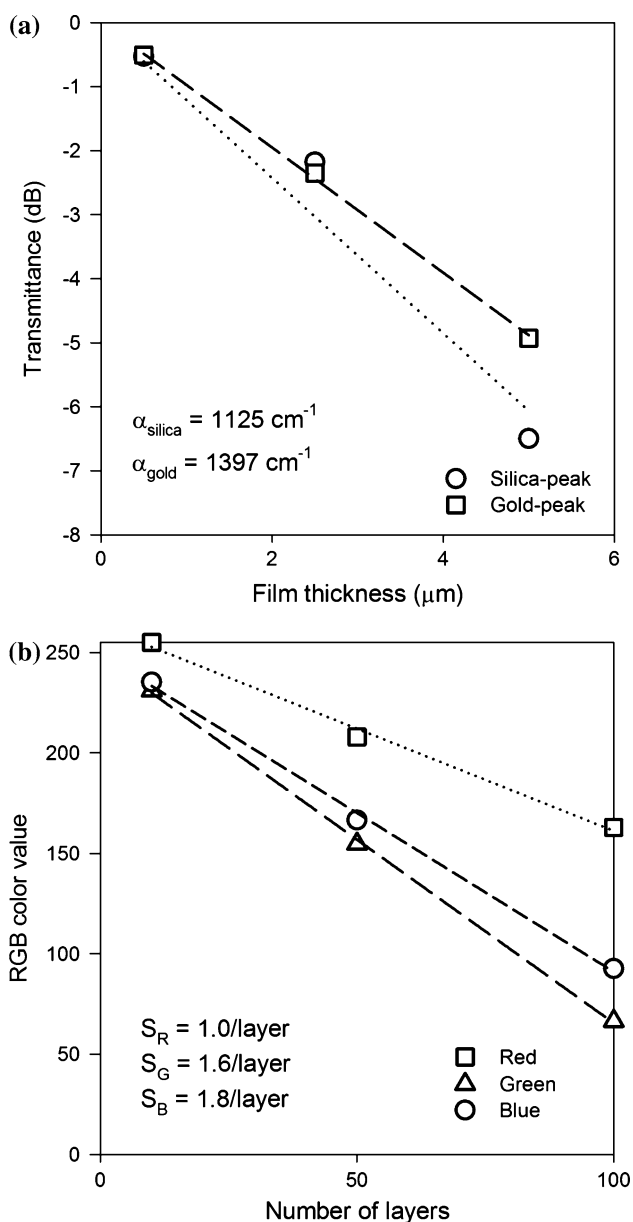 (a)
0
-1
-2
-3
-4
-5
-6
-7
-8
Transmittance (dB)
α_silica = 1125 cm⁻¹
α_gold = 1397 cm⁻¹
Silica-peak
Gold-peak
0 2 4 6
Film thickness (μm)
(b)
250
200
150
100
50
0
RGB color value
S_R = 1.0/layer
S_G = 1.6/layer
S_B = 1.8/layer
Red
Green
Blue
0 50 100
Number of layers